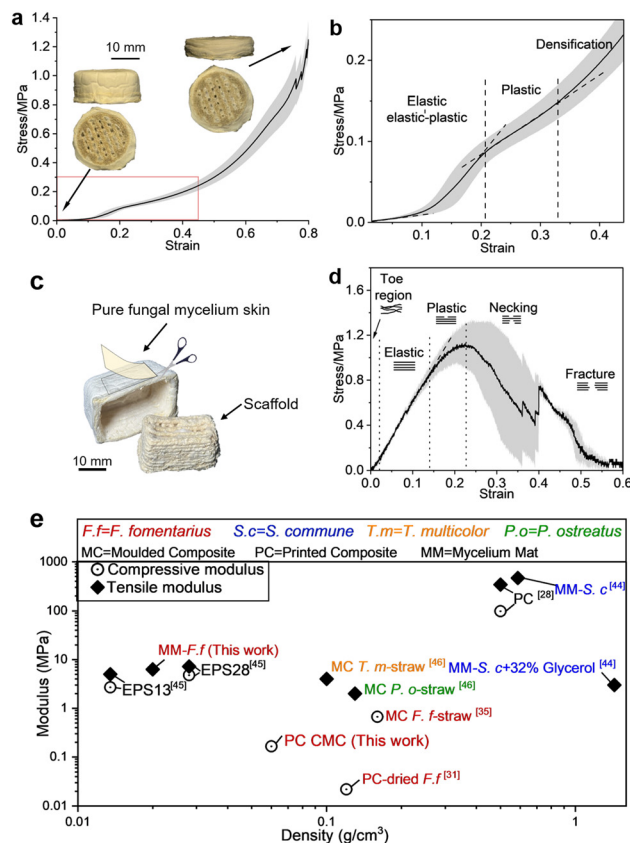 a
10 mm
1.4
1.2
1.0
0.8
0.6
0.4
0.2
0.0
0.0 0.2 0.4 0.6 0.8
Stress/MPa
Strain
b
Densification
Elastic
elastic-plastic
Plastic
0.2
0.1
0.0
0.1 0.2 0.3 0.4
Stress/MPa
Strain
c
Pure fungal mycelium skin
Scaffold
10 mm
d
Toe
region
Plastic
Necking
Elastic
Fracture
1.6
1.2
0.8
0.4
0.0
0.0 0.1 0.2 0.3 0.4 0.5 0.6
Stress/MPa
Strain
e
F.f=F. fomentarius S.c=S. commune T.m=T. multicolor P.o=P. ostreatus
MC=Moulded Composite PC=Printed Composite MM=Mycelium Mat
Compressive modulus
Tensile modulus
MM-S. c [44]
PC [28]
MM-F.f (This work)
EPS28 [45]
EPS13 [45]
MC T. m-straw [46]
MM-S. c+32% Glycerol [44]
MC P. o-straw [46]
MC F. f-straw [35]
PC CMC (This work)
PC-dried F.f [31]
1000
100
10
1
0.1
0.01
0.01 0.1 1
Modulus (MPa)
Density (g/cm³)